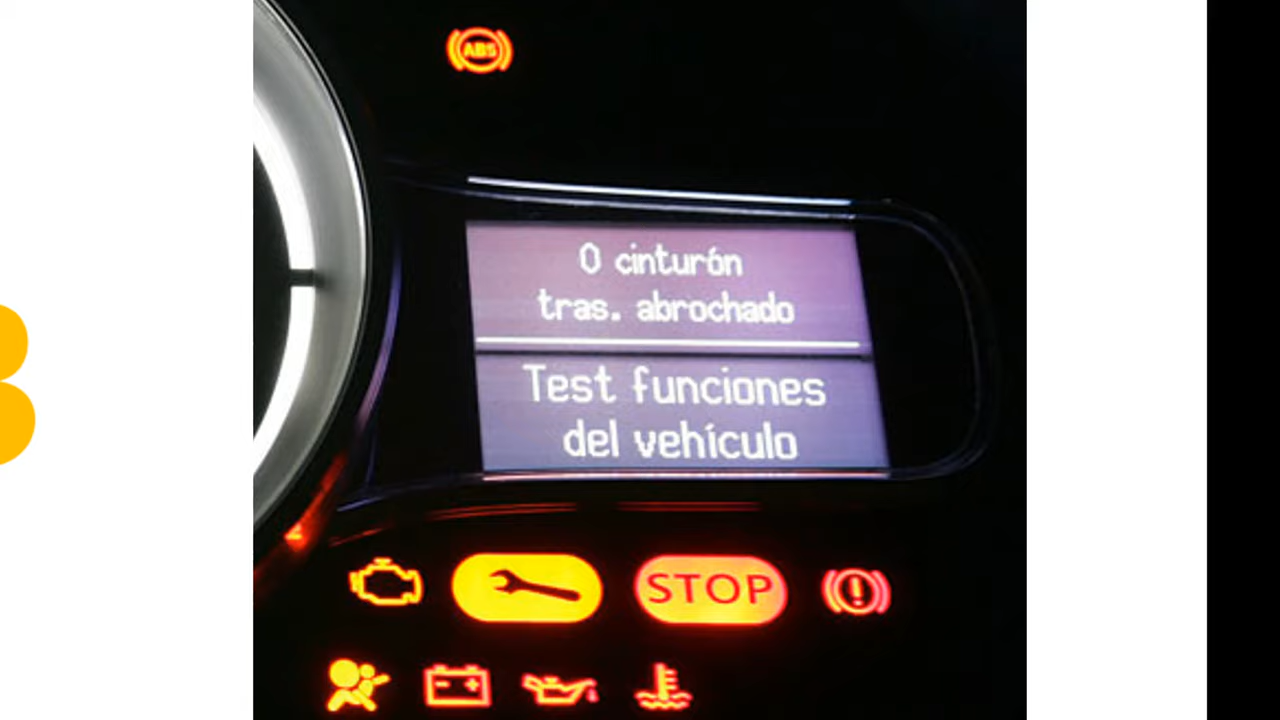 ABS
0 cinturón
tras. abrochado
Test funciones
del vehículo
STOP